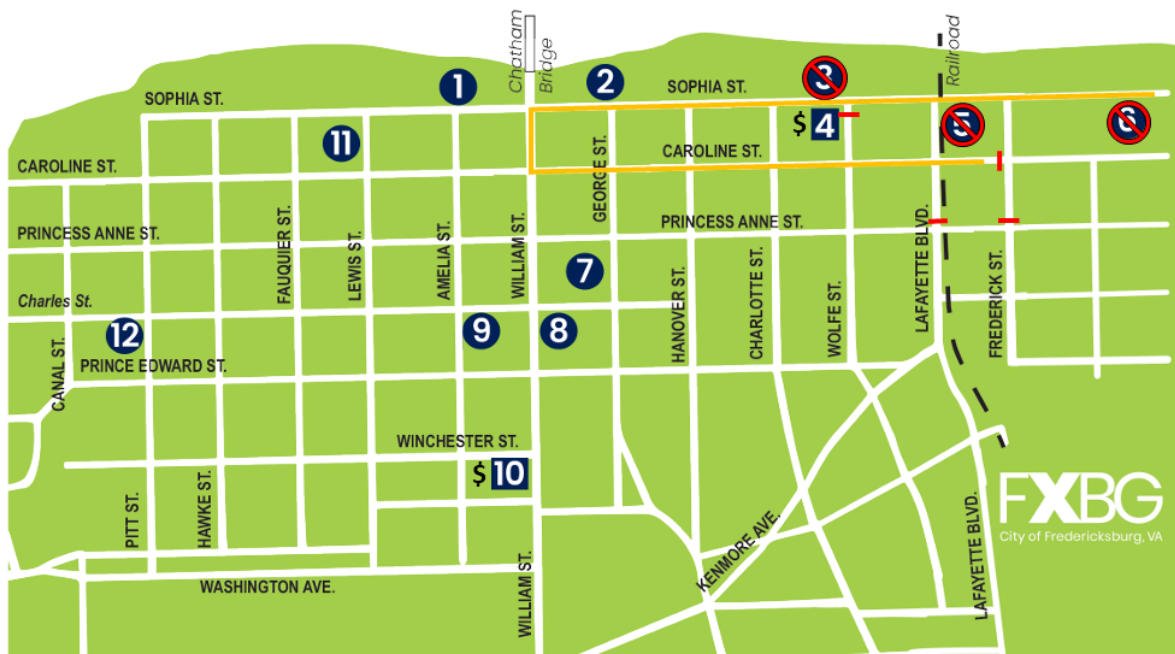 Chatham
Bridge
Railroad
1
2
3
SOPHIA ST.
SOPHIA ST.
$ 4
5
6
11
CAROLINE ST.
CAROLINE ST.
GEORGE ST.
PRINCESS ANNE ST.
PRINCESS ANNE ST.
FAUQUIER ST.
LEWIS ST.
AMELIA ST.
WILLIAM ST.
7
HANOVER ST.
CHARLOTTE ST.
WOLFE ST.
LAFAYETTE BLVD.
FREDERICK ST.
Charles St.
12
9
8
CANAL ST.
PRINCE EDWARD ST.
WINCHESTER ST.
$ 10
PITT ST.
HAWKE ST.
WASHINGTON AVE.
WILLIAM ST.
KENMORE AVE.
LAFAYETTE BLVD.
FXBG
City of Fredericksburg, VA